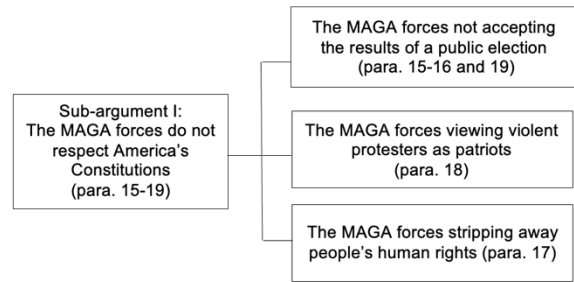 Sub-argument I:
The MAGA forces do not
respect America's
Constitutions
(para. 15-19)
The MAGA forces not accepting
the results of a public election
(para. 15-16 and 19)
The MAGA forces viewing violent
protesters as patriots
(para. 18)
The MAGA forces stripping away
people's human rights (para. 17)